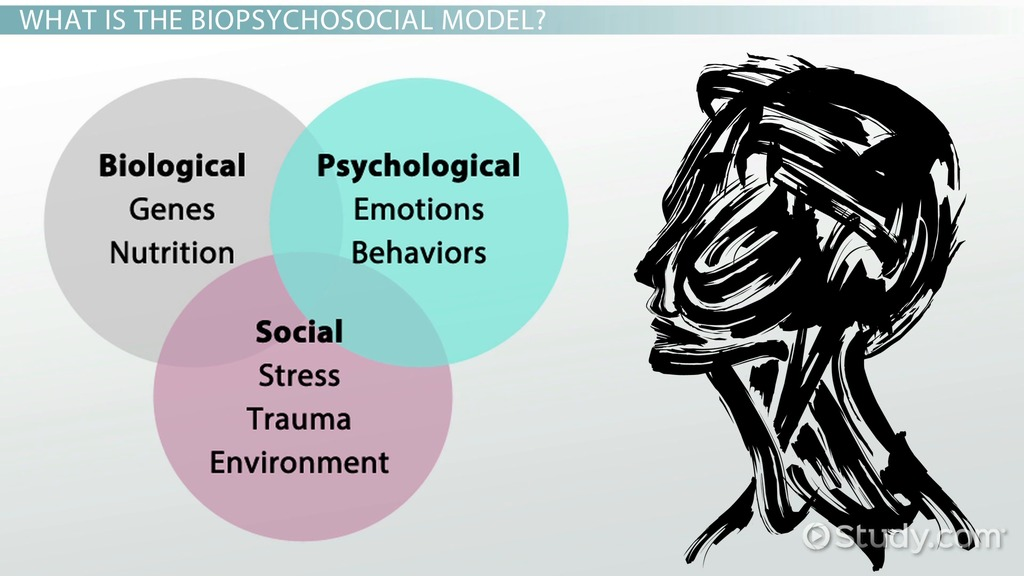 WHAT IS THE BIOPSYCHOSOCIAL MODEL?
Biological
Genes
Nutrition
Psychological
Emotions
Behaviors
Social
Stress
Trauma
Environment
Study.com